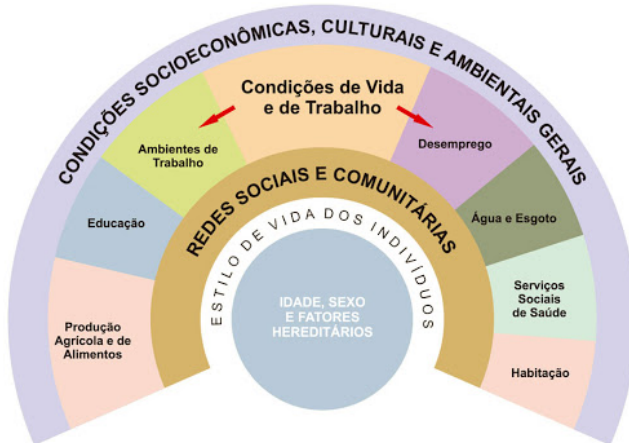 CONDIÇÕES SOCIOECONÔMICAS, CULTURAIS E AMBIENTAIS GERAIS
Condições de Vida
e de Trabalho
Ambientes de
Trabalho
Desemprego
Educação
Água e Esgoto
Produção
Agrícola e de
Alimentos
Serviços
Sociais
de Saúde
Habitação
REDES SOCIAIS E COMUNITÁRIAS
ESTILO DE VIDA DOS INDIVÍDUOS
IDADE, SEXO
E FATORES
HEREDITÁRIOS